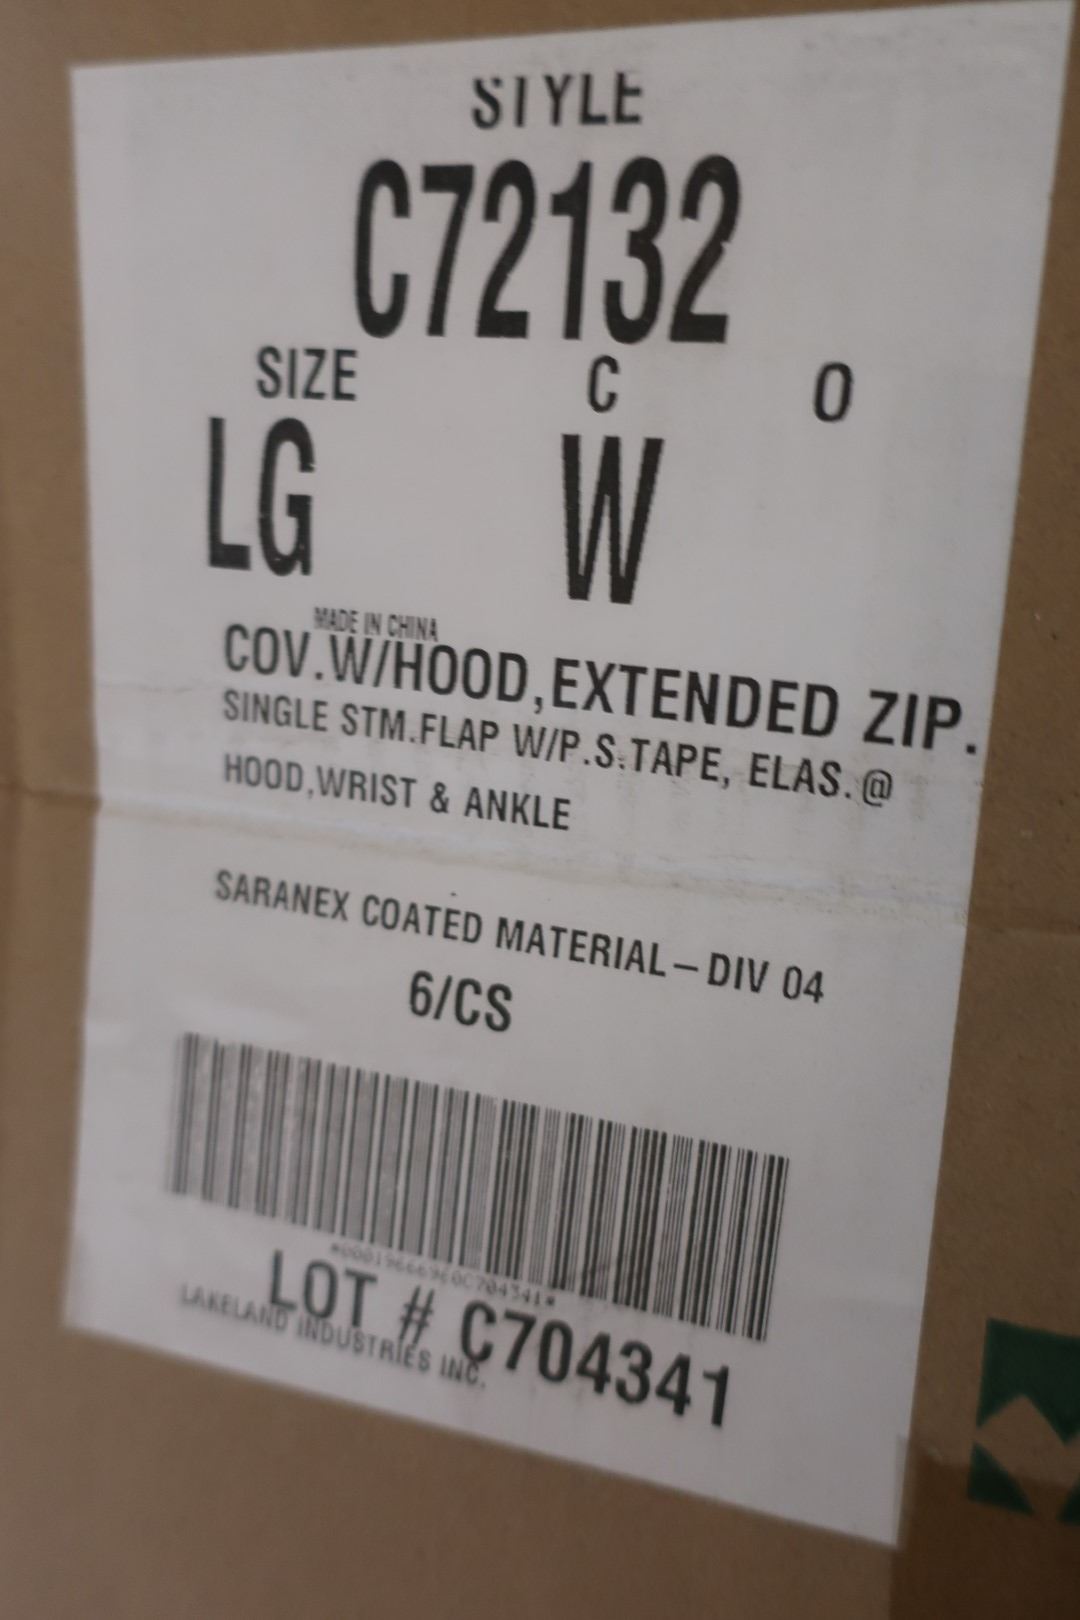 STYLE
C72132
SIZE C O
LG W
MADE IN CHINA
COV.W/HOOD,EXTENDED ZIP.
SINGLE STM.FLAP W/P.S.TAPE, ELAS.@
HOOD,WRIST & ANKLE
SARANEX COATED MATERIAL-DIV 04
6/CS
LOT # C704341
LAKELAND INDUSTRIES INC.